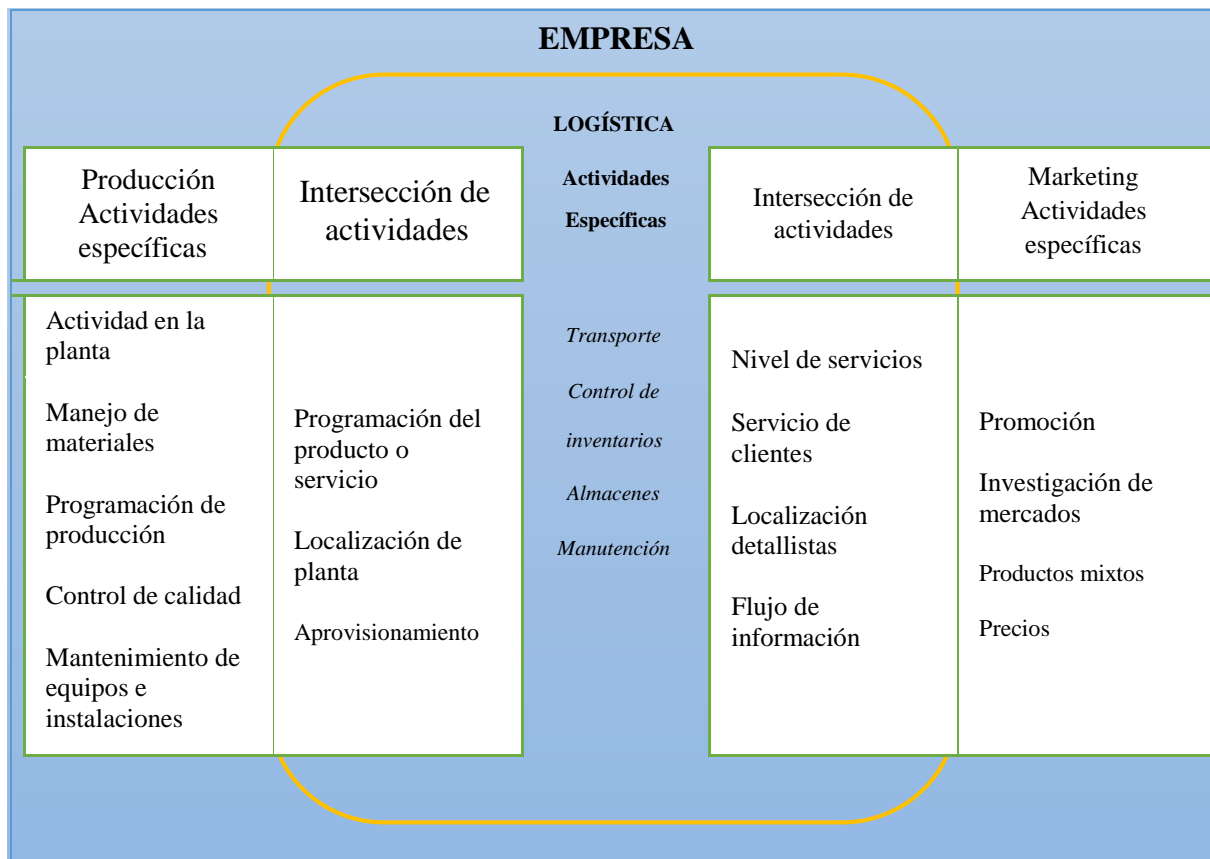 EMPRESA
LOGÍSTICA
Producción
Actividades
específicas
Intersección de
actividades
Actividades
Específicas
Intersección de
actividades
Marketing
Actividades
específicas
Actividad en la
planta
Manejo de
materiales
Programación de
producción
Control de calidad
Mantenimiento de
equipos e
instalaciones
Programación del
producto o
servicio
Localización de
planta
Aprovisionamiento
Transporte
Control de
inventarios
Almacenes
Manutención
Nivel de servicios
Servicio de
clientes
Localización
detallistas
Flujo de
información
Promoción
Investigación de
mercados
Productos mixtos
Precios